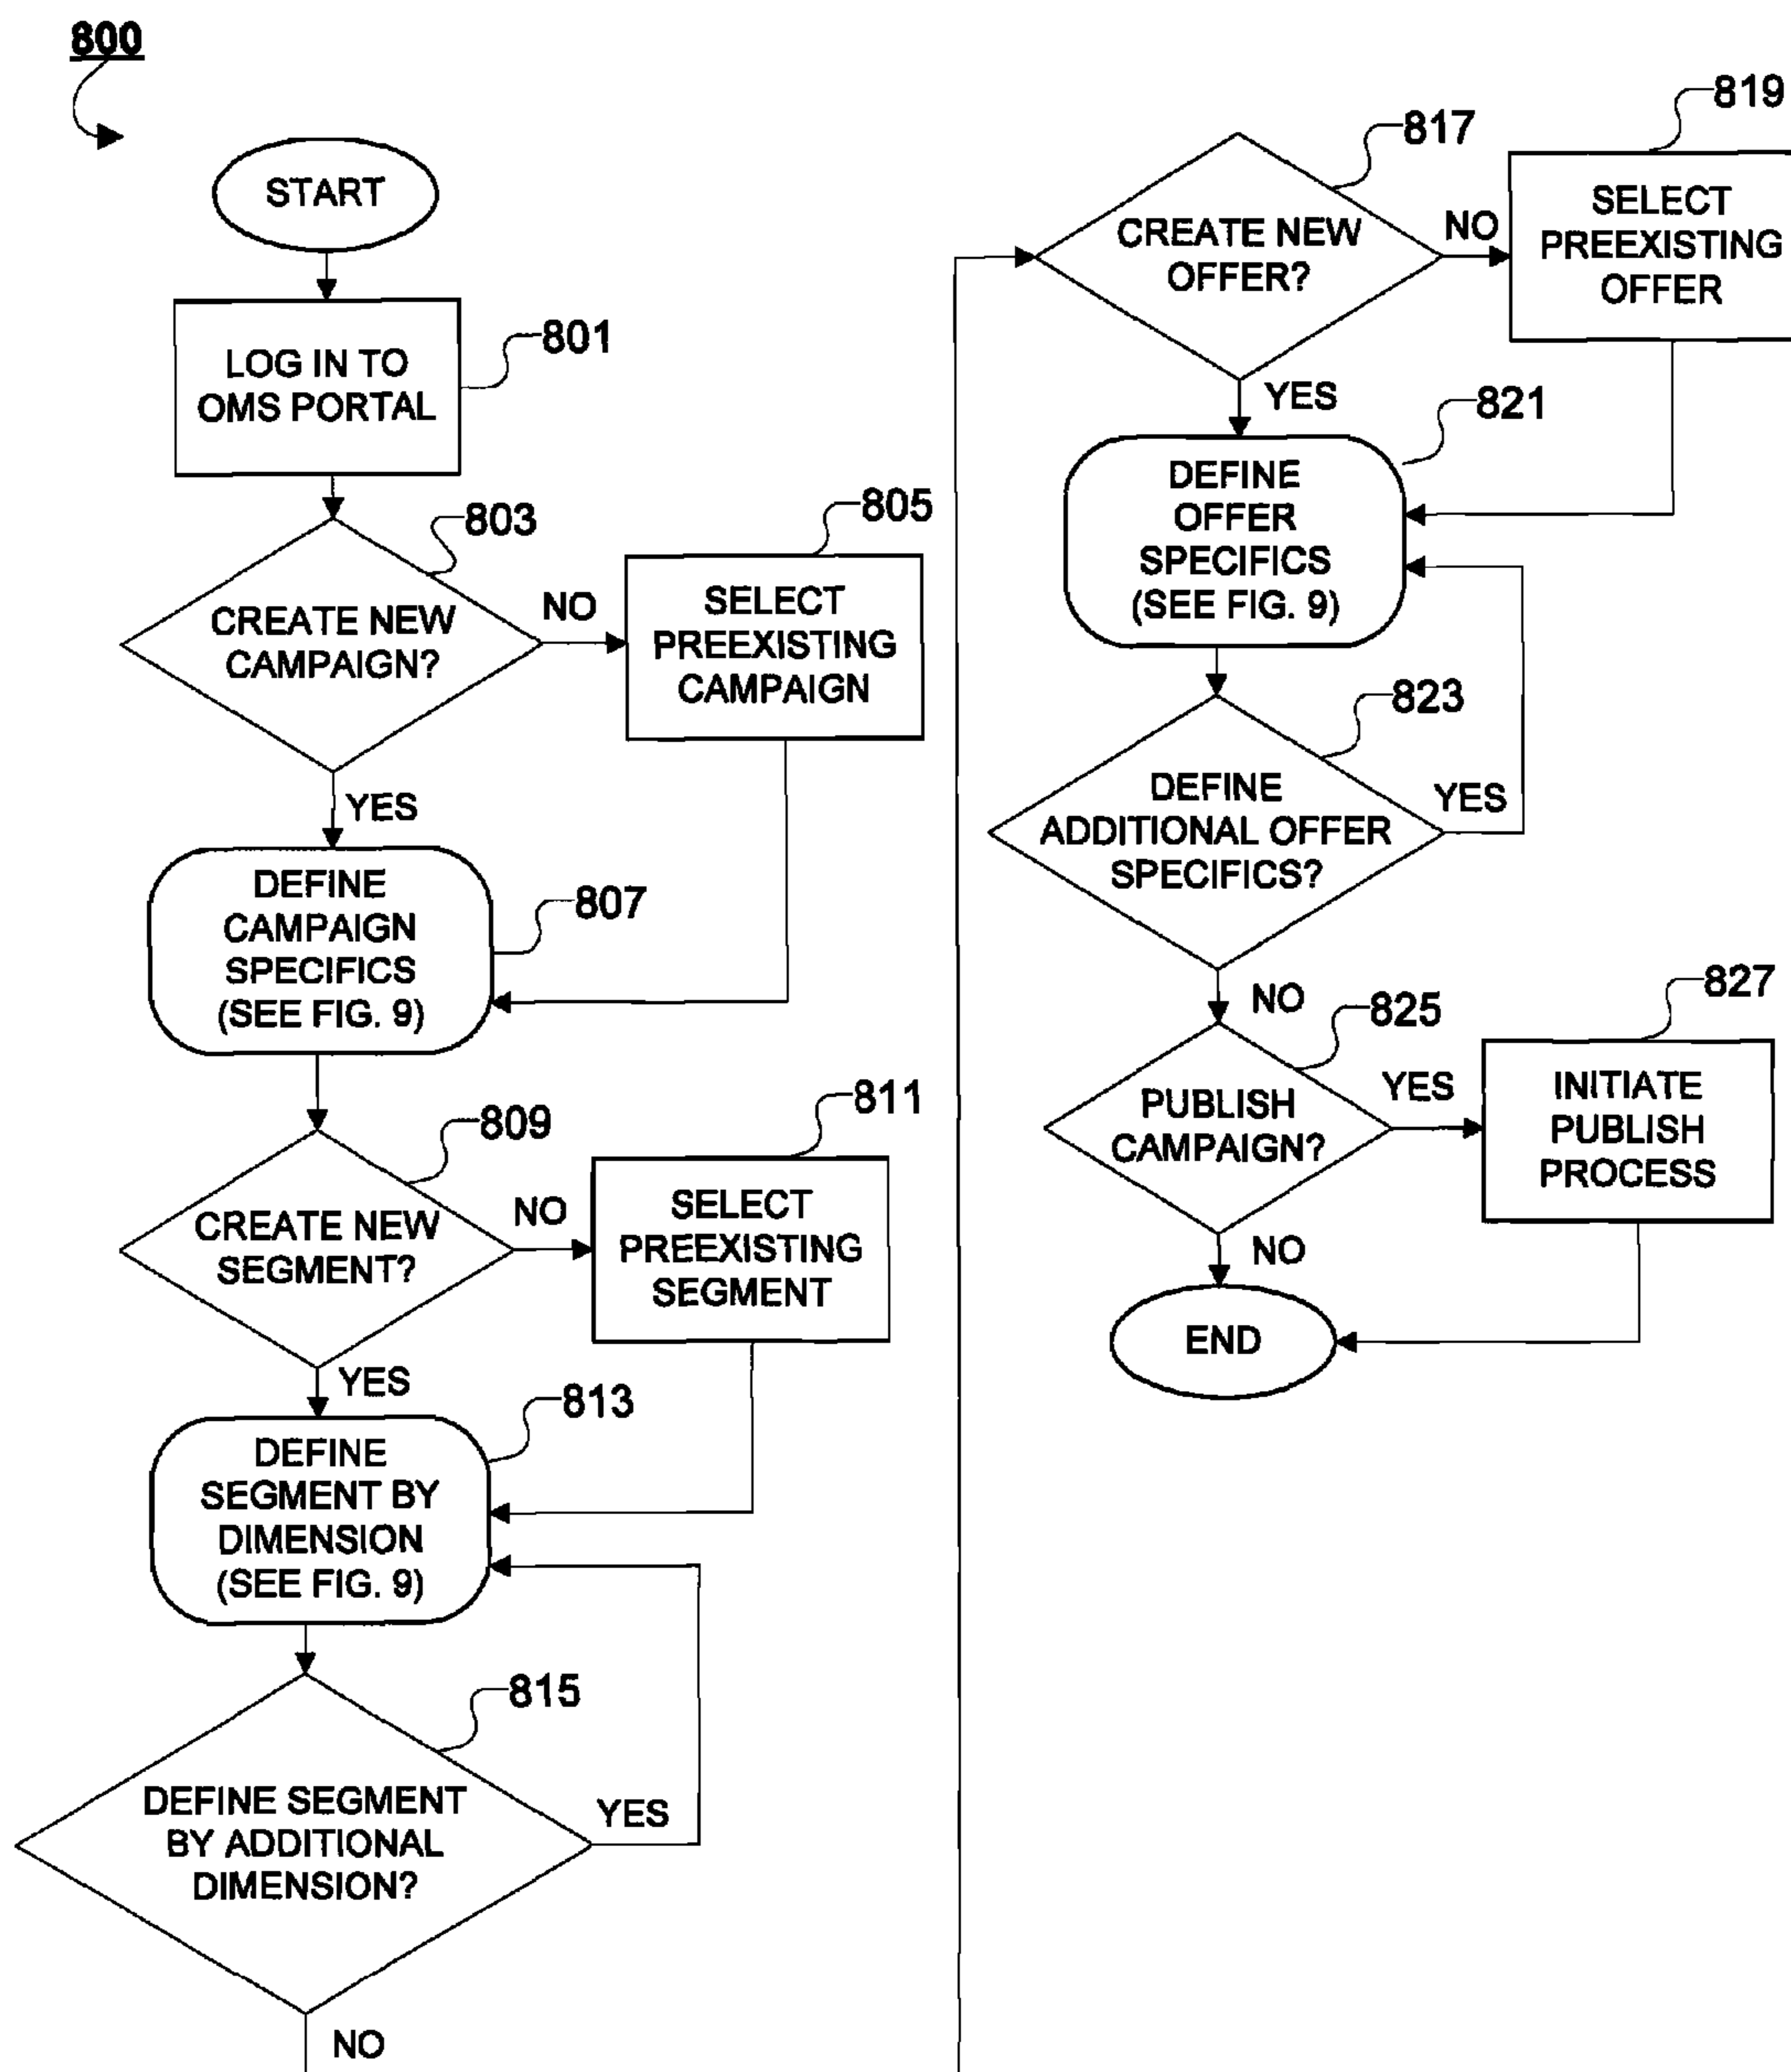 800
START
LOG IN TO
OMS PORTAL
801
803
CREATE NEW
CAMPAIGN?
NO
805
SELECT
PREEXISTING
CAMPAIGN
YES
DEFINE
CAMPAIGN
SPECIFICS
(SEE FIG. 9)
807
809
CREATE NEW
SEGMENT?
NO
811
SELECT
PREEXISTING
SEGMENT
YES
813
DEFINE
SEGMENT BY
DIMENSION
(SEE FIG. 9)
815
DEFINE SEGMENT
BY ADDITIONAL
DIMENSION?
YES
NO
817
CREATE NEW
OFFER?
NO
819
SELECT
PREEXISTING
OFFER
YES
821
DEFINE
OFFER
SPECIFICS
(SEE FIG. 9)
823
DEFINE
ADDITIONAL OFFER
SPECIFICS?
YES
NO
825
PUBLISH
CAMPAIGN?
YES
827
INITIATE
PUBLISH
PROCESS
NO
END